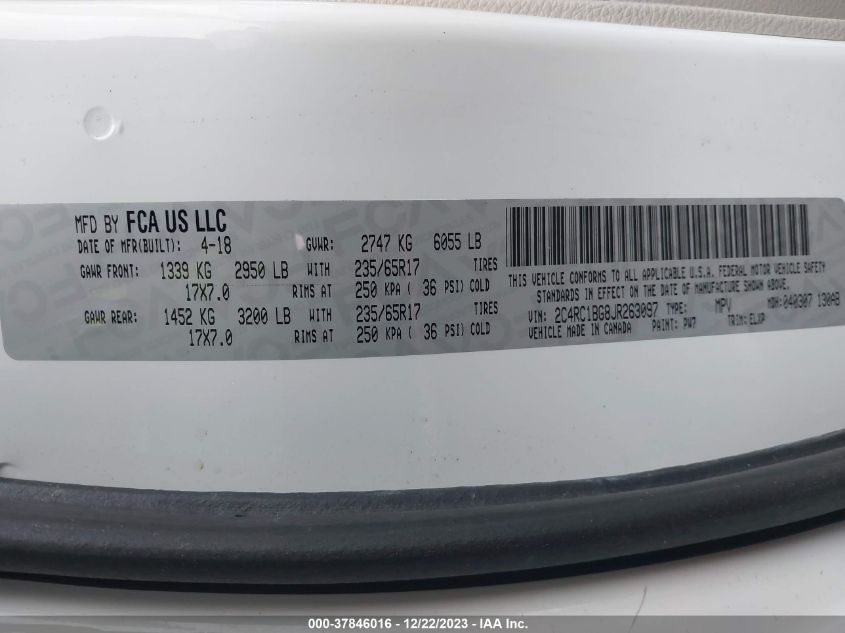 MFD BY FCA US LLC
DATE OF MFR(BUILT): 4-18 GVWR: 2747 KG 6055 LB
GAWR FRONT: 1339 KG 2950 LB WITH 235/65R17 TIRES
17X7.0 RIMS AT 250 KPA ( 36 PSI) COLD
GAWR REAR: 1452 KG 3200 LB WITH 235/65R17 TIRES
17X7.0 RIMS AT 250 KPA ( 36 PSI) COLD
THIS VEHICLE CONFORMS TO ALL APPLICABLE U.S.A. FEDERAL MOTOR VEHICLE SAFETY
STANDARDS IN EFFECT ON THE DATE OF MANUFACTURE SHOWN ABOVE.
VIN: 2C4RC1BG8JR263097 TYPE: MPV MDH: 040307 130AB
VEHICLE MADE IN CANADA PAINT: PW7 TRIM: ELXP
000-37846016 - 12/22/2023 - IAA Inc.